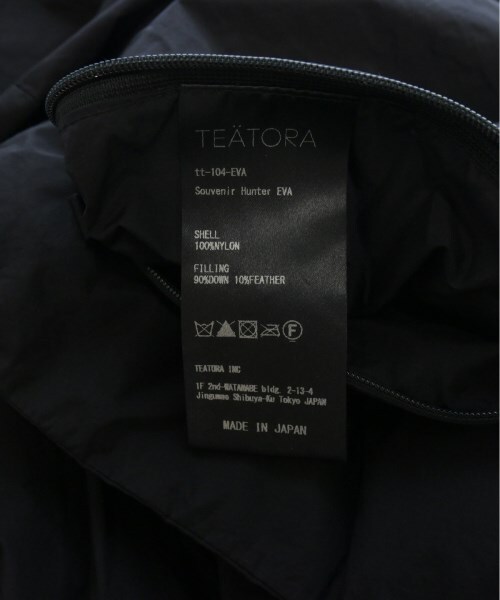 TEÄTORA
tt-104-EVA
Souvenir Hunter EVA
SHELL
100%NYLON
FILLING
90%DOWN 10%FEATHER
F
TEATORA INC
1F 2nd-WATANABE bldg. 2-13-4
Jingumae Shibuya-Ku Tokyo JAPAN
MADE IN JAPAN